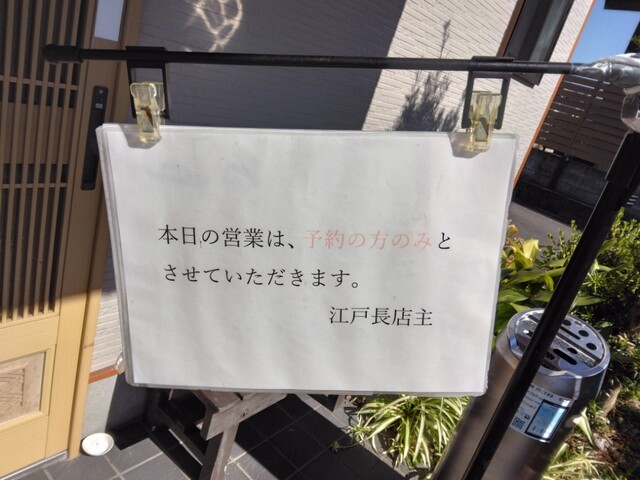 本日の営業は、予約の方のみと
させていただきます。
江戸長店主